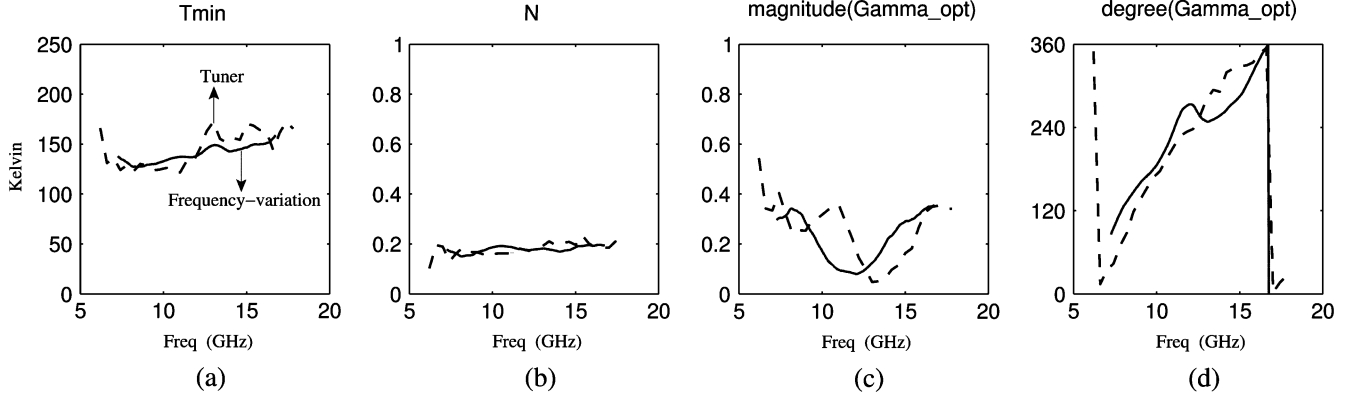 Tmin
250
200
150
100
50
0
Kelvin
Tuner
Frequency-variation
5 10 15 20
Freq (GHz)
(a)
N
1
0.8
0.6
0.4
0.2
0
5 10 15 20
Freq (GHz)
(b)
magnitude(Gamma_opt)
1
0.8
0.6
0.4
0.2
0
5 10 15 20
Freq (GHz)
(c)
degree(Gamma_opt)
360
240
120
0
5 10 15 20
Freq (GHz)
(d)